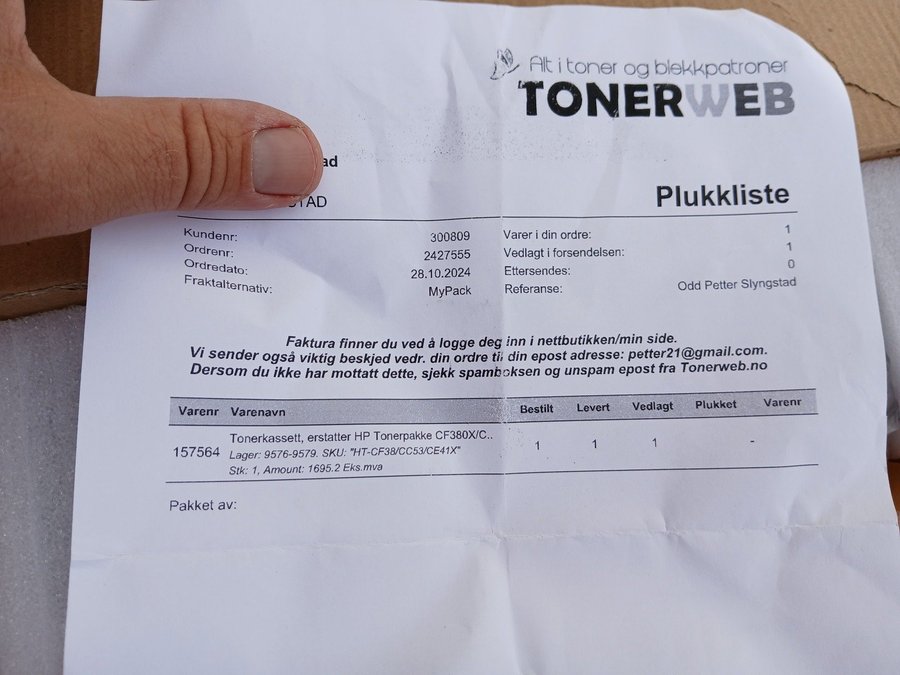 Alt i toner og blekkpatroner
TONERWEB
ad
STAD
Plukkliste
Kundenr: 300809
Ordrenr: 2427555
Ordredato: 28.10.2024
Fraktalternativ: MyPack
Varer i din ordre: 1
Vedlagt i forsendelsen: 1
Ettersendes: 0
Referanse: Odd Petter Slyngstad
Faktura finner du ved å logge deg inn i nettbutikken/min side.
Vi sender også viktig beskjed vedr. din ordre til din epost adresse: petter21@gmail.com.
Dersom du ikke har mottatt dette, sjekk spamboksen og unspam epost fra Tonerweb.no
Varenr Varenavn Bestilt Levert Vedlagt Plukket Varenr
157564 Tonerkassett, erstatter HP Tonerpakke CF380X/C.. 1 1 1 -
Lager: 9576-9579. SKU: "HT-CF38/CC53/CE41X"
Stk: 1, Amount: 1695.2 Eks.mva
Pakket av: